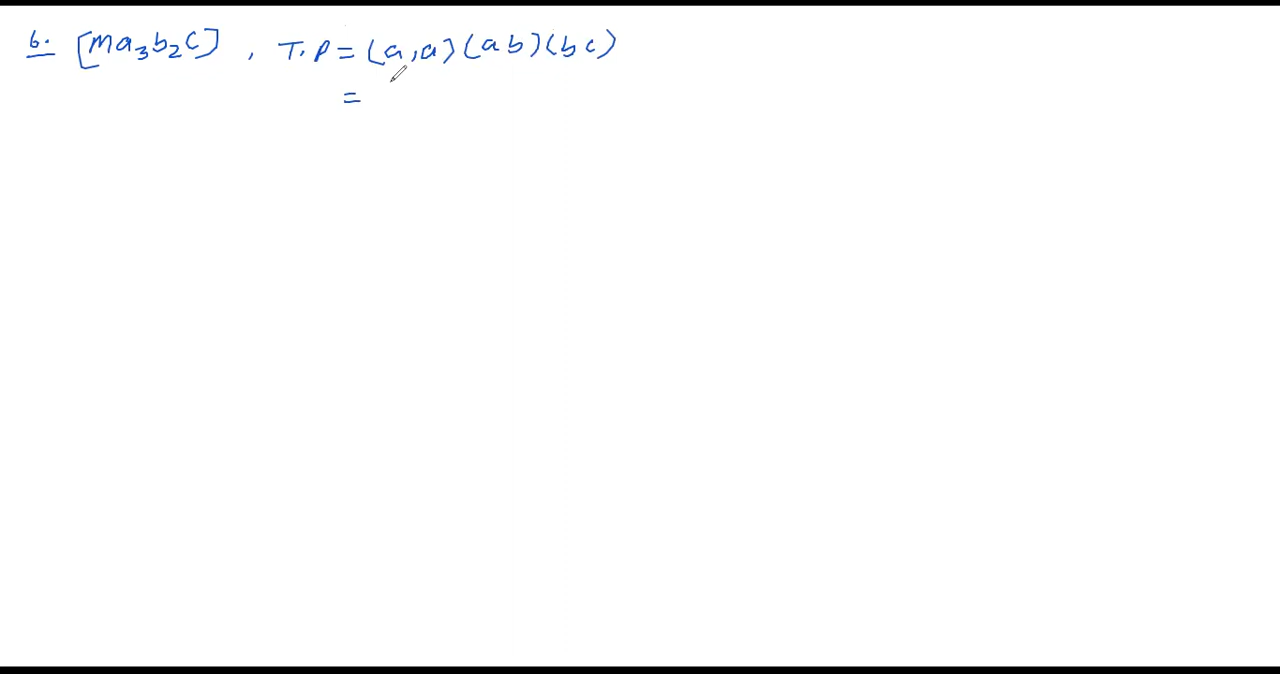 6. [Ma₃b₂c] , T.P = (a,a) (ab) (bc)
=